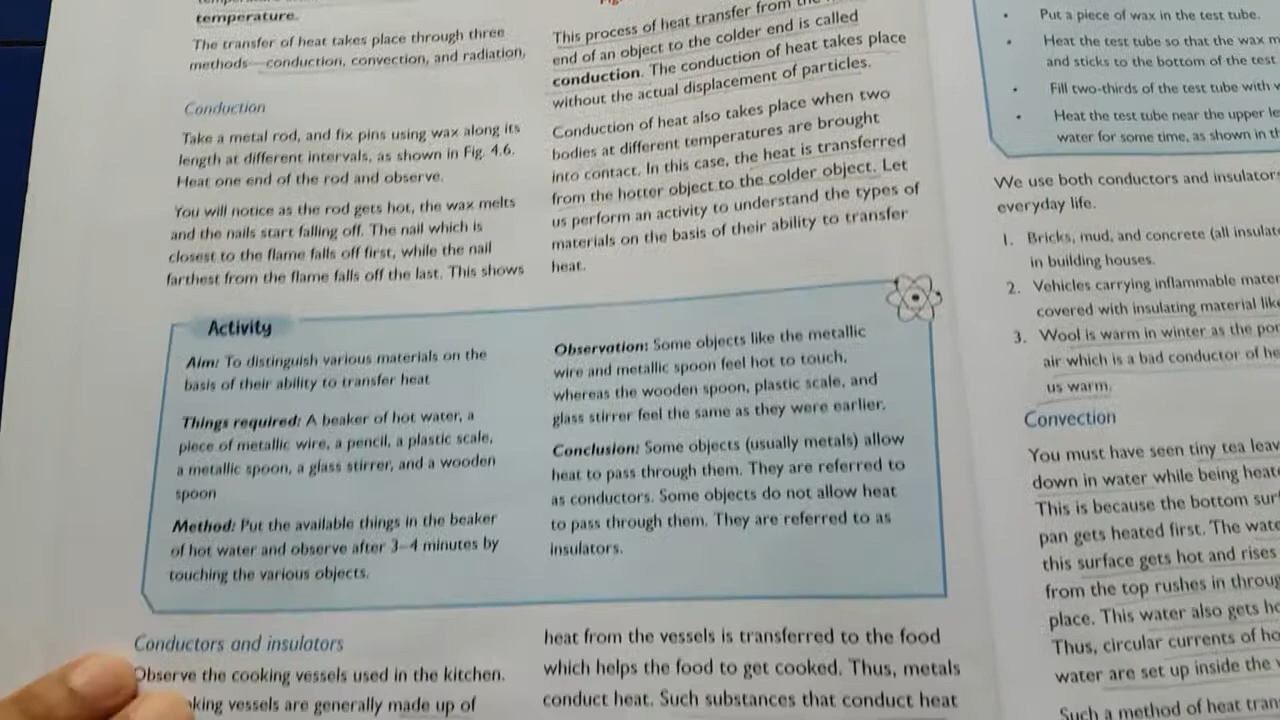 temperature.
The transfer of heat takes place through three
methods—conduction, convection, and radiation,
Conduction
Take a metal rod, and fix pins using wax along its
length at different intervals, as shown in Fig. 4.6.
Heat one end of the rod and observe.
You will notice as the rod gets hot, the wax melts
and the nails start falling off. The nail which is
closest to the flame falls off first, while the nail
farthest from the flame falls off the last. This shows
This process of heat transfer from the
end of an object to the colder end is called
conduction. The conduction of heat takes place
without the actual displacement of particles.
Conduction of heat also takes place when two
bodies at different temperatures are brought
into contact. In this case, the heat is transferred
from the hotter object to the colder object. Let
us perform an activity to understand the types of
materials on the basis of their ability to transfer
heat.
Activity
Aim: To distinguish various materials on the
basis of their ability to transfer heat
Things required: A beaker of hot water, a
piece of metallic wire, a pencil, a plastic scale,
a metallic spoon, a glass stirrer, and a wooden
spoon
Method: Put the available things in the beaker
of hot water and observe after 3–4 minutes by
touching the various objects.
Observation: Some objects like the metallic
wire and metallic spoon feel hot to touch,
whereas the wooden spoon, plastic scale, and
glass stirrer feel the same as they were earlier.
Conclusion: Some objects (usually metals) allow
heat to pass through them. They are referred to
as conductors. Some objects do not allow heat
to pass through them. They are referred to as
insulators.
Conductors and insulators
Observe the cooking vessels used in the kitchen.
king vessels are generally made up of
heat from the vessels is transferred to the food
which helps the food to get cooked. Thus, metals
conduct heat. Such substances that conduct heat
• Put a piece of wax in the test tube.
• Heat the test tube so that the wax m
and sticks to the bottom of the test
• Fill two-thirds of the test tube with
• Heat the test tube near the upper
water for some time, as shown in
We use both conductors and insulators
everyday life.
1. Bricks, mud, and concrete (all insulat
in building houses.
2. Vehicles carrying inflammable mater
covered with insulating material lik
3. Wool is warm in winter as the po
air which is a bad conductor of he
us warm.
Convection
You must have seen tiny tea lea
down in water while being heat
This is because the bottom sur
pan gets heated first. The wat
this surface gets hot and rises
from the top rushes in throu
place. This water also gets h
Thus, circular currents of ho
water are set up inside the
Such a method of heat tran